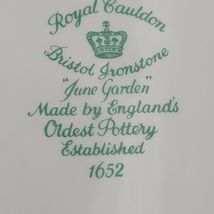 Royal Cauldon
Bristol Ironstone
"June Garden"
Made by England's
Oldest Pottery
Established
1652